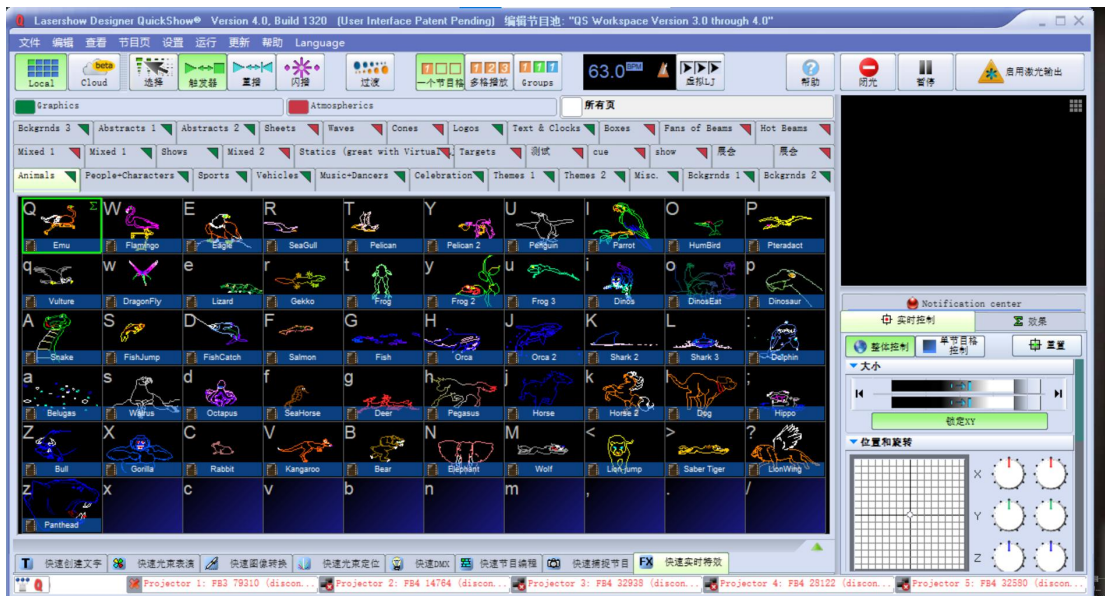 Lasershow Designer QuickShow® Version 4.0, Build 1320 (User Interface Patent Pending) 编辑节目池: "QS Workspace Version 3.0 through 4.0"
文件 编辑 查看 节目页 设置 运行 更新 帮助 Language
Local Cloud beta 选择 触发器 重播 闪播 过渡 一个节目格 多格播放 Groups 63.0 BPM 虚拟LJ 帮助 闭光 暂停 启用激光输出
Graphics Atmospherics 所有页
Bckgrnds 3 Abstracts 1 Abstracts 2 Sheets Waves Cones Logos Text & Clocks Boxes Fans of Beams Hot Beams
Mixed 1 Mixed 1 Shows Mixed 2 Statics (great with Virtual Targets 测试 cue show 展会 展会
Animals People+Characters Sports Vehicles Music+Dancers Celebration Themes 1 Themes 2 Misc. Bckgrnds 1 Bckgrnds 2
Q W E R T Y U I O P
Emu Flamingo Eagle SeaGull Pelican Pelican 2 Penguin Parrot HumBird Pteradact
q w e r t y u i o p
Vulture DragonFly Lizard Gekko Frog Frog 2 Frog 3 Dinos DinosEat Dinosaur
Notification center
实时控制 效果
A S D F G H J K L :
Snake FishJump FishCatch Salmon Fish Orca Orca 2 Shark 2 Shark 3 Dolphin
整体控制 单节目格控制 重置
大小
a s d f g h j k l ;
Belugas Walrus Octapus SeaHorse Deer Pegasus Horse Horse 2 Dog Hippo
锁定XY
Z X C V B N M < > ?
Bull Gorilla Rabbit Kangaroo Bear Elephant Wolf Lion-jump Saber Tiger LionWing
位置和旋转
X
Y
Z
z x c v b n m , . /
Panthead
快速创建文字 快速光束表演 快速图像转换 快速光束定位 快速DMX 快速节目编程 快速捕捉节目 FX 快速实时特效
Projector 1: FB3 79310 (discon... Projector 2: FB4 14764 (discon... Projector 3: FB4 32938 (discon... Projector 4: FB4 28122 (discon... Projector 5: FB4 32580 (discon...